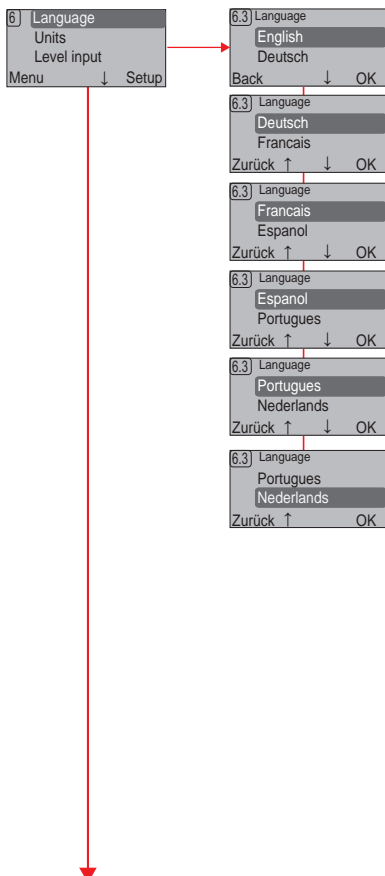 6 Language
Units
Level input
Menu ↓ Setup
6.3 Language
English
Deutsch
Back ↓ OK
6.3 Language
Deutsch
Francais
Zurück ↑ ↓ OK
6.3 Language
Francais
Espanol
Zurück ↑ ↓ OK
6.3 Language
Espanol
Portugues
Zurück ↑ ↓ OK
6.3 Language
Portugues
Nederlands
Zurück ↑ ↓ OK
6.3 Language
Portugues
Nederlands
Zurück ↑ OK